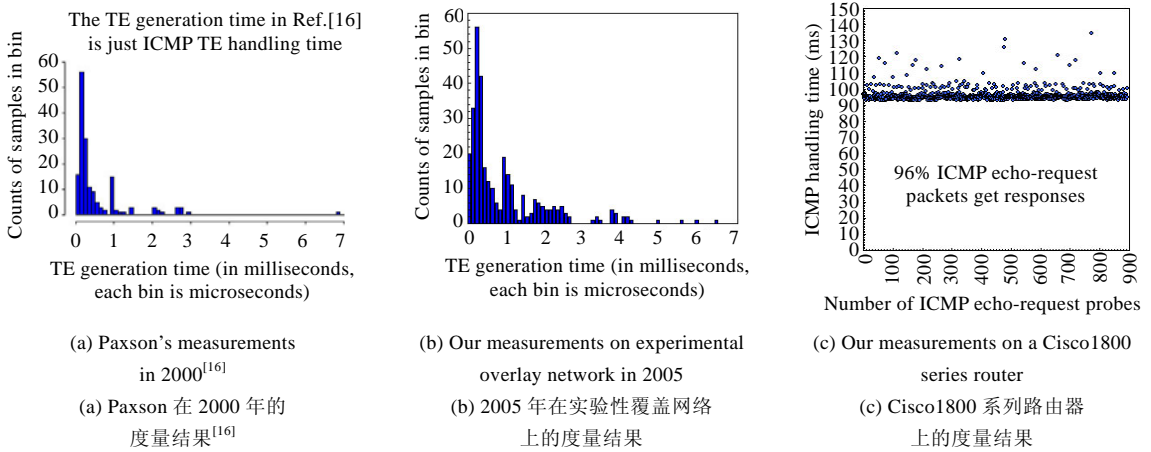 The TE generation time in Ref.[16]
is just ICMP TE handling time
Counts of samples in bin
60
50
40
30
20
10
0
0 1 2 3 4 5 6 7
TE generation time (in milliseconds,
each bin is microseconds)
(a) Paxson's measurements
in 2000[16]
(a) Paxson 在 2000 年的
度量结果[16]
Counts of samples in bin
60
50
40
30
20
10
0
0 1 2 3 4 5 6 7
TE generation time (in milliseconds,
each bin is microseconds)
(b) Our measurements on experimental
overlay network in 2005
(b) 2005 年在实验性覆盖网络
上的度量结果
ICMP handling time (ms)
150
140
130
120
110
100
90
80
70
60
50
40
30
20
10
0
96% ICMP echo-request
packets get responses
0 100 200 300 400 500 600 700 800 900
Number of ICMP echo-request probes
(c) Our measurements on a Cisco1800
series router
(c) Cisco1800 系列路由器
上的度量结果